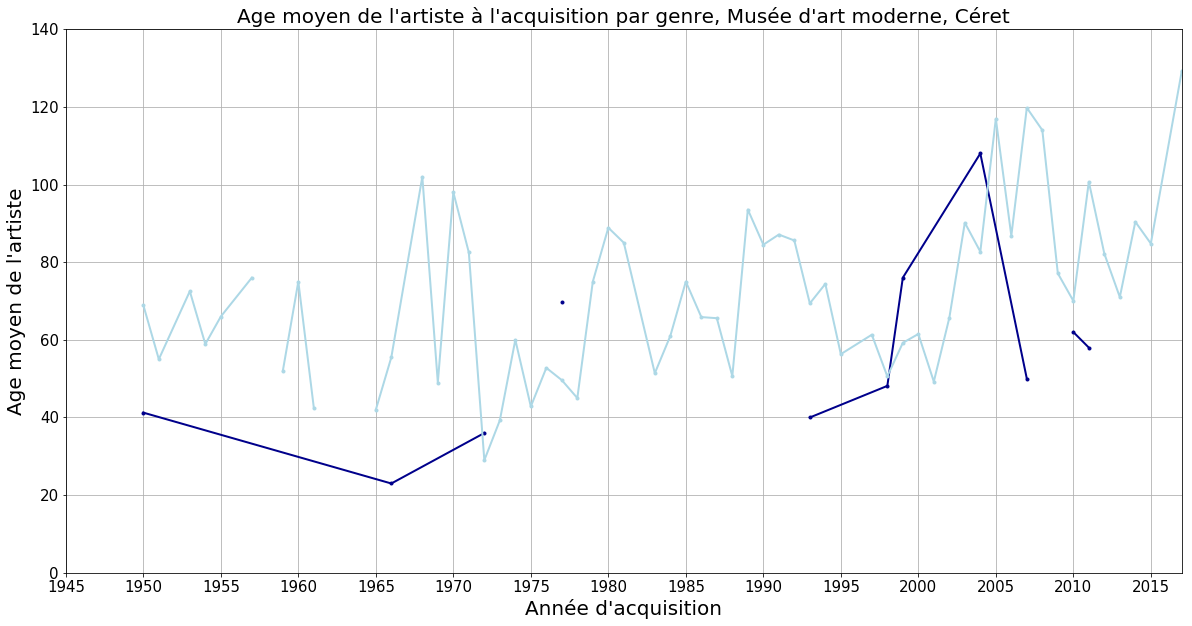 Age moyen de l'artiste à l'acquisition par genre, Musée d'art moderne, Céret
Age moyen de l'artiste
140
120
100
80
60
40
20
0
1945 1950 1955 1960 1965 1970 1975 1980 1985 1990 1995 2000 2005 2010 2015
Année d'acquisition